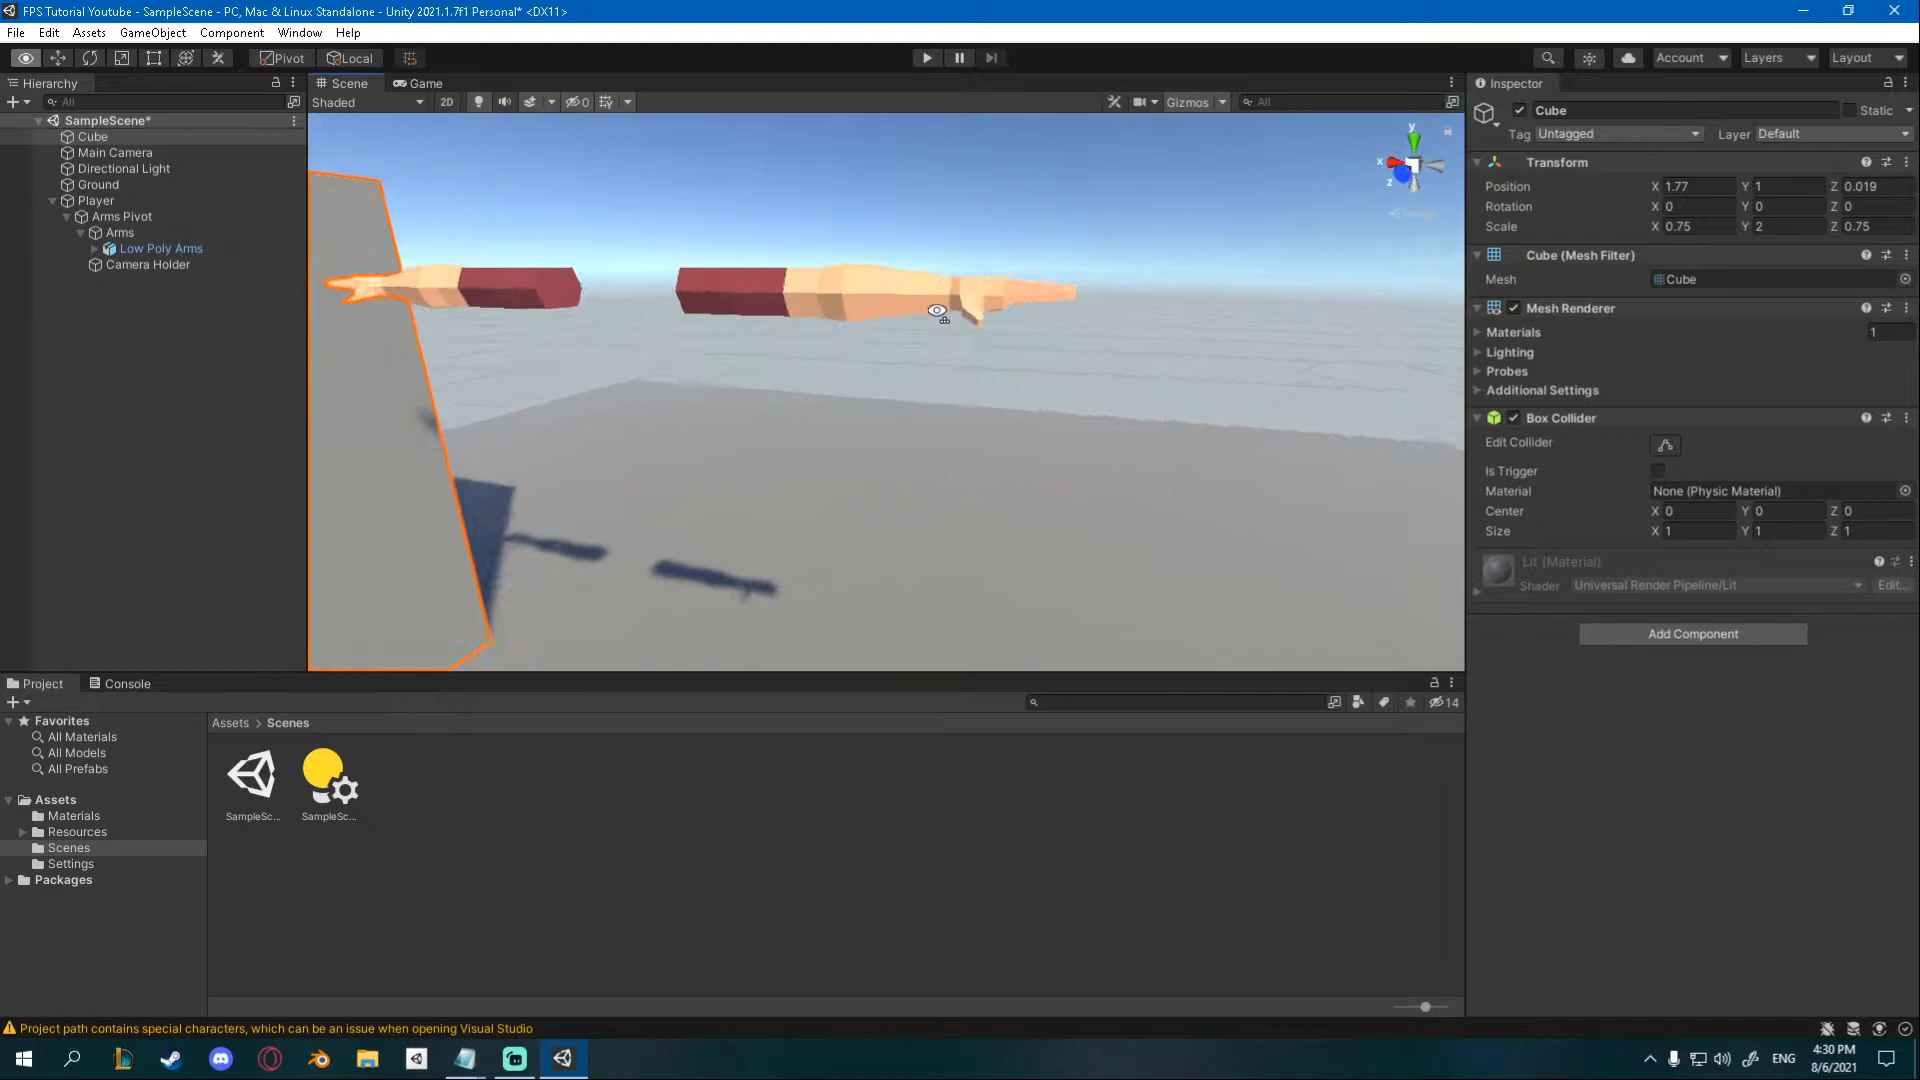 FPS Tutorial Youtube - SampleScene - PC, Mac & Linux Standalone - Unity 2021.1.7f1 Personal* <DX11>
File Edit Assets GameObject Component Window Help
Pivot Local Account Layers Layout
Hierarchy
All
SampleScene*
Cube
Main Camera
Directional Light
Ground
Player
Arms Pivot
Arms
Low Poly Arms
Camera Holder
Scene Game
Shaded 2D 0 Gizmos All
y
x
z
Inspector
Cube Static
Tag Untagged Layer Default
Transform
Position X 1.77 Y 1 Z 0.019
Rotation X 0 Y 0 Z 0
Scale X 0.75 Y 2 Z 0.75
Cube (Mesh Filter)
Mesh Cube
Mesh Renderer
Materials 1
Lighting
Probes
Additional Settings
Box Collider
Edit Collider
Is Trigger
Material None (Physic Material)
Center X 0 Y 0 Z 0
Size X 1 Y 1 Z 1
Lit (Material)
Shader Universal Render Pipeline/Lit Edit...
Add Component
Project Console
14
Favorites
All Materials
All Models
All Prefabs
Assets
Materials
Resources
Scenes
Settings
Packages
Assets > Scenes
SampleSc... SampleSc...
Project path contains special characters, which can be an issue when opening Visual Studio
ENG
4:30 PM
8/6/2021